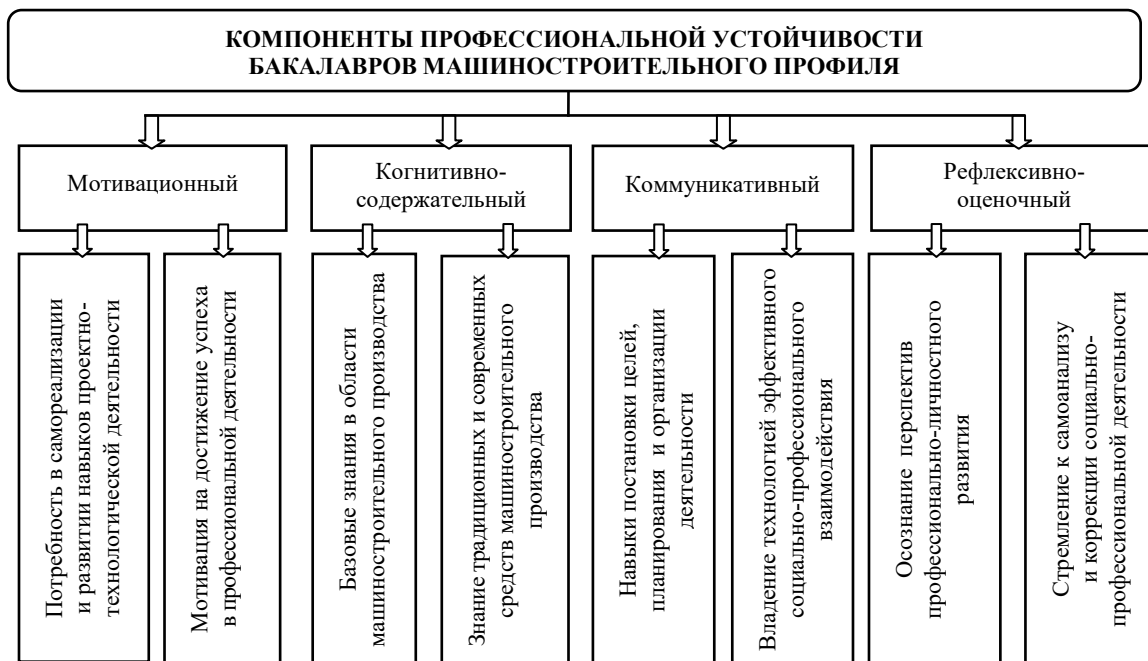 КОМПОНЕНТЫ ПРОФЕССИОНАЛЬНОЙ УСТОЙЧИВОСТИ
БАКАЛАВРОВ МАШИНОСТРОИТЕЛЬНОГО ПРОФИЛЯ
Мотивационный
Когнитивно-
содержательный
Коммуникативный
Рефлексивно-
оценочный
Потребность в самореализации
и развитии навыков проектно-
технологической деятельности
Мотивация на достижение успеха
в профессиональной деятельности
Базовые знания в области
машиностроительного производства
Знание традиционных и современных
средств машиностроительного
производства
Навыки постановки целей,
планирования и организации
деятельности
Владение технологией эффективного
социально-профессионального
взаимодействия
Осознание перспектив
профессионально-личностного
развития
Стремление к самоанализу
и коррекции социально-
профессиональной деятельности